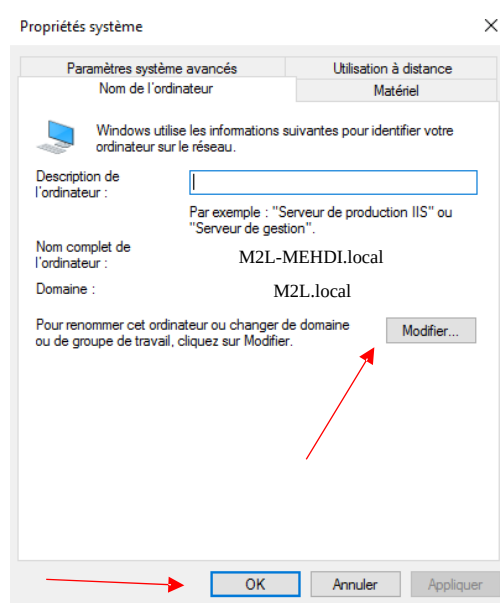 Propriétés système
Paramètres système avancés
Utilisation à distance
Nom de l'ordinateur
Matériel
Windows utilise les informations suivantes pour identifier votre
ordinateur sur le réseau.
Description de
l'ordinateur :
Par exemple : "Serveur de production IIS" ou
"Serveur de gestion".
Nom complet de
l'ordinateur :
M2L-MEHDI.local
Domaine :
M2L.local
Pour renommer cet ordinateur ou changer de domaine
ou de groupe de travail, cliquez sur Modifier.
Modifier...
OK
Annuler
Appliquer